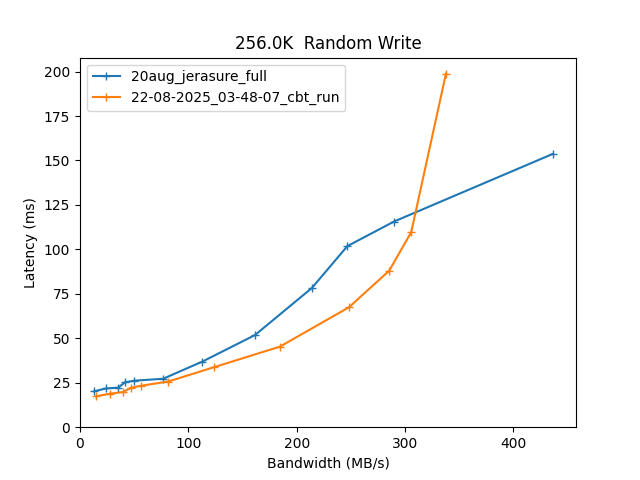 256.0K  Random Write
20aug_jerasure_full
22-08-2025_03-48-07_cbt_run
Latency (ms)
200
175
150
125
100
75
50
25
0
0 100 200 300 400
Bandwidth (MB/s)